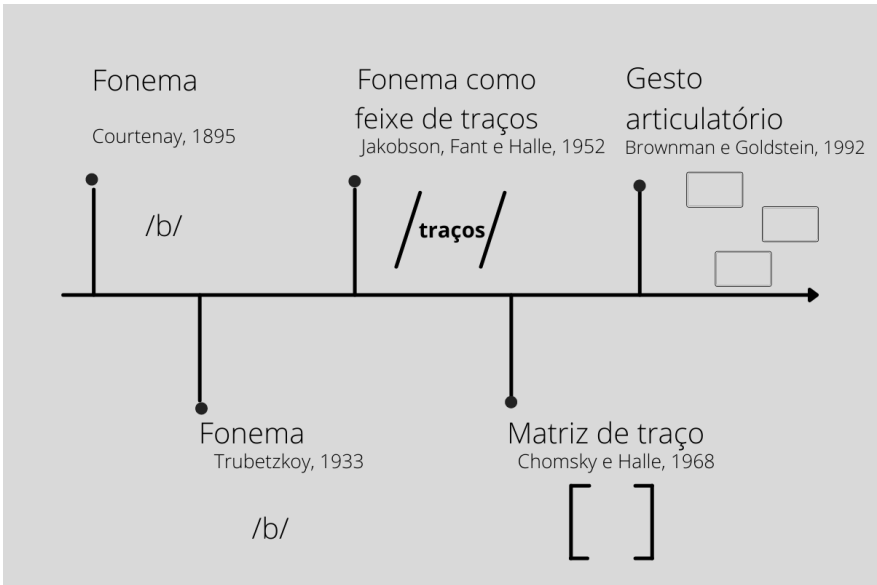 Fonema
Courtenay, 1895
/b/
Fonema como
feixe de traços
Jakobson, Fant e Halle, 1952
/traços/
Gesto
articulatório
Brownman e Goldstein, 1992
Fonema
Trubetzkoy, 1933
/b/
Matriz de traço
Chomsky e Halle, 1968
[ ]